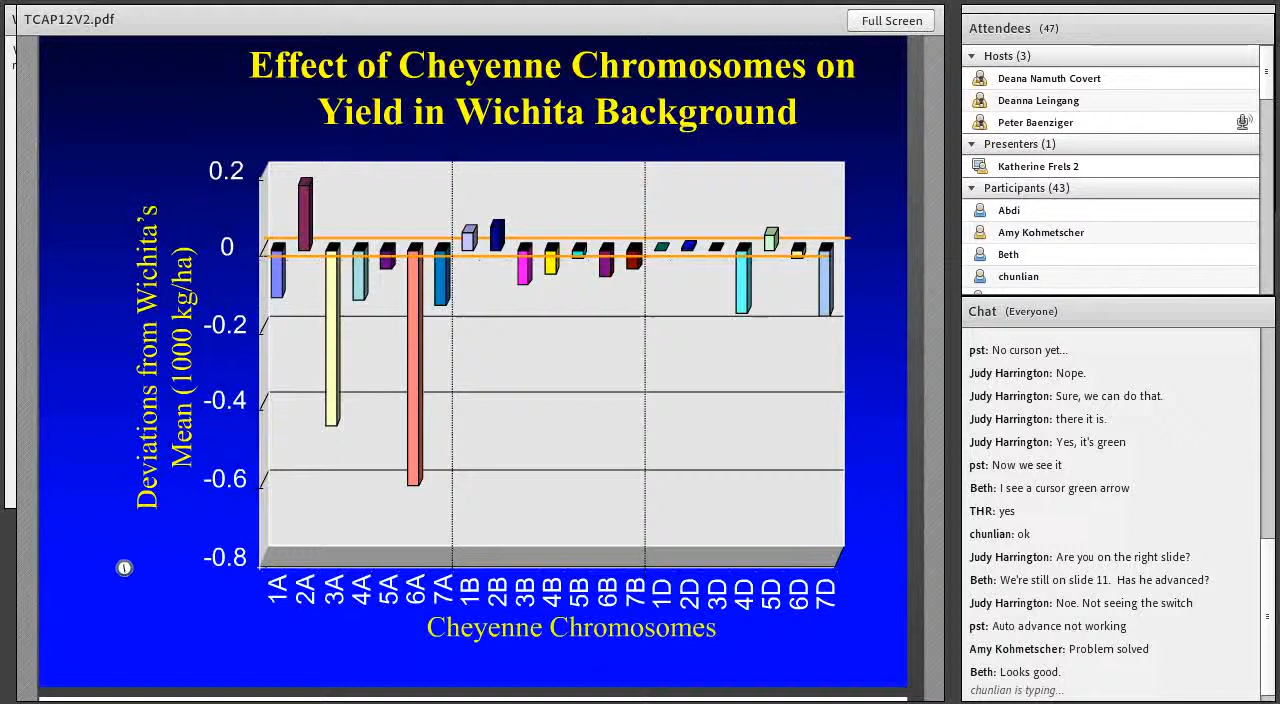 TCAP12V2.pdf
Full Screen
Effect of Cheyenne Chromosomes on
Yield in Wichita Background
Deviations from Wichita's
Mean (1000 kg/ha)
0.2
0
-0.2
-0.4
-0.6
-0.8
1A 2A 3A 4A 5A 6A 7A 1B 2B 3B 4B 5B 6B 7B 1D 2D 3D 4D 5D 6D 7D
Cheyenne Chromosomes
Attendees (47)
Hosts (3)
Deana Namuth Covert
Deanna Leingang
Peter Baenziger
Presenters (1)
Katherine Frels 2
Participants (43)
Abdi
Amy Kohmetscher
Beth
chunlian
Chat (Everyone)
pst: No curson yet...
Judy Harrington: Nope.
Judy Harrington: Sure, we can do that.
Judy Harrington: there it is.
Judy Harrington: Yes, it's green
pst: Now we see it
Beth: I see a cursor green arrow
THR: yes
chunlian: ok
Judy Harrington: Are you on the right slide?
Beth: We're still on slide 11. Has he advanced?
Judy Harrington: Noe. Not seeing the switch
pst: Auto advance not working
Amy Kohmetscher: Problem solved
Beth: Looks good.
chunlian is typing...